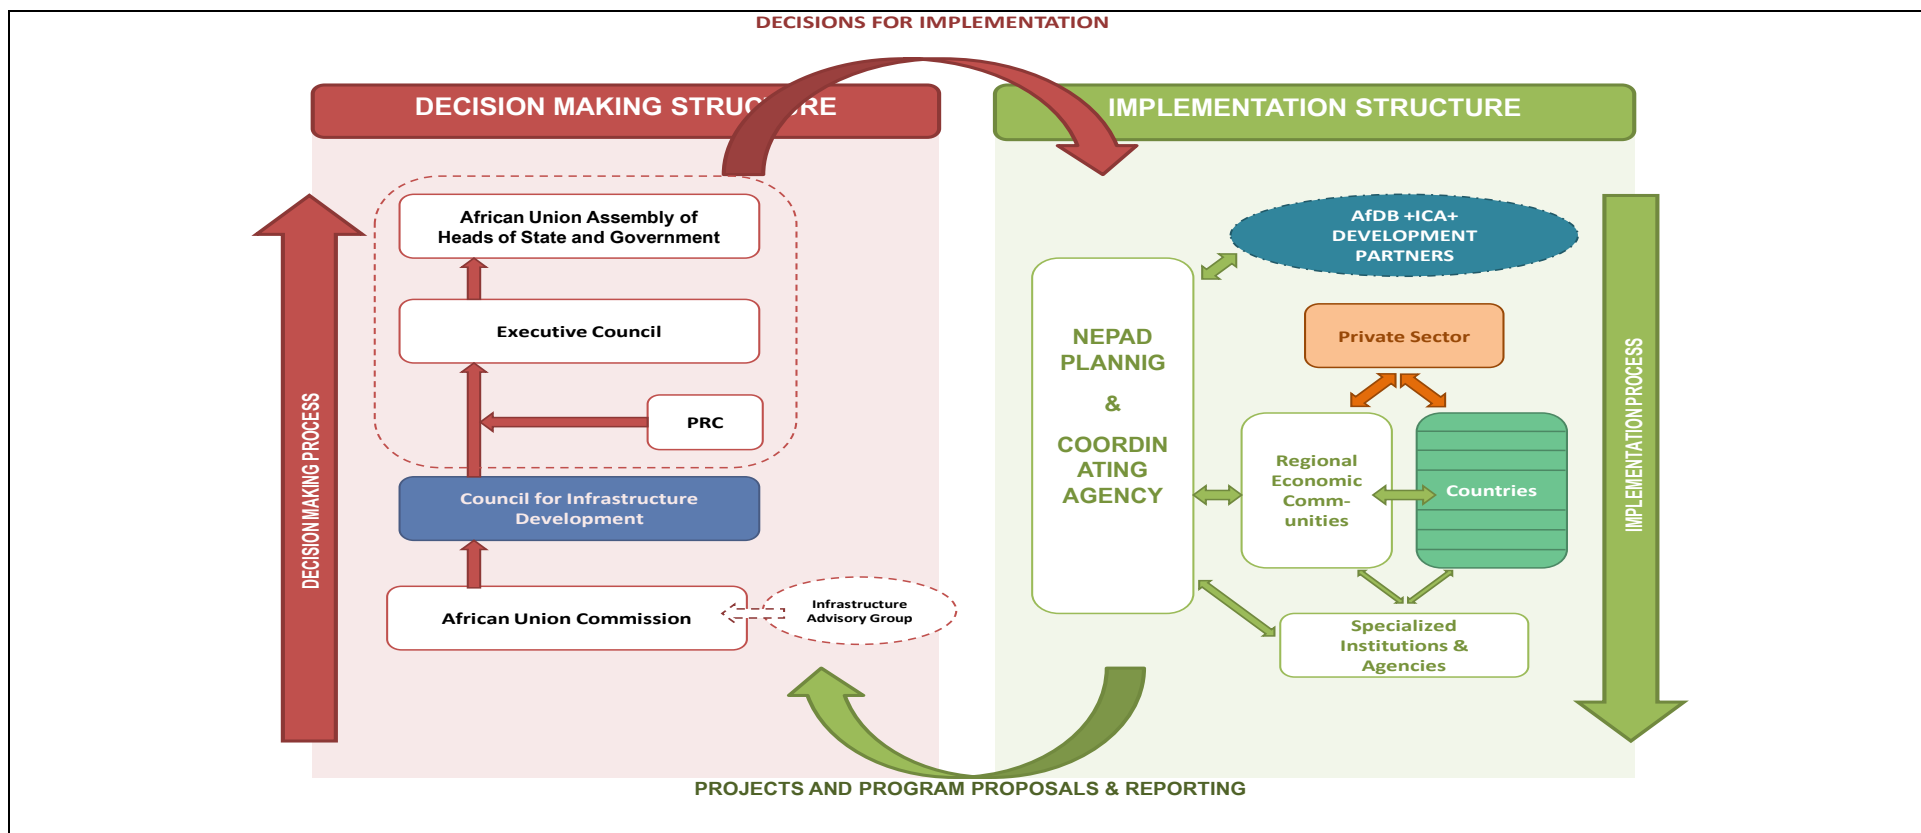 DECISIONS FOR IMPLEMENTATION
DECISION MAKING STRUCTURE
African Union Assembly of
Heads of State and Government
Executive Council
PRC
Council for Infrastructure
Development
African Union Commission
Infrastructure
Advisory Group
DECISION MAKING PROCESS
IMPLEMENTATION STRUCTURE
AfDB +ICA+
DEVELOPMENT
PARTNERS
NEPAD
PLANNIG
&
COORDIN
ATING
AGENCY
Private Sector
Regional
Economic
Comm-
unities
Countries
Specialized
Institutions &
Agencies
IMPLEMENTATION PROCESS
PROJECTS AND PROGRAM PROPOSALS & REPORTING